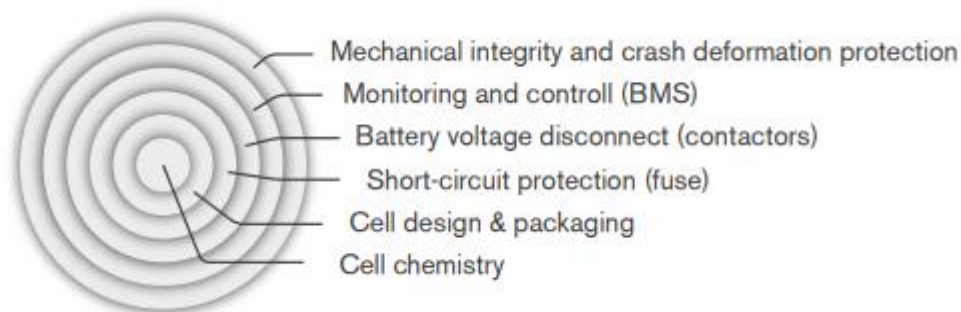 Mechanical integrity and crash deformation protection
Monitoring and controll (BMS)
Battery voltage disconnect (contactors)
Short-circuit protection (fuse)
Cell design & packaging
Cell chemistry